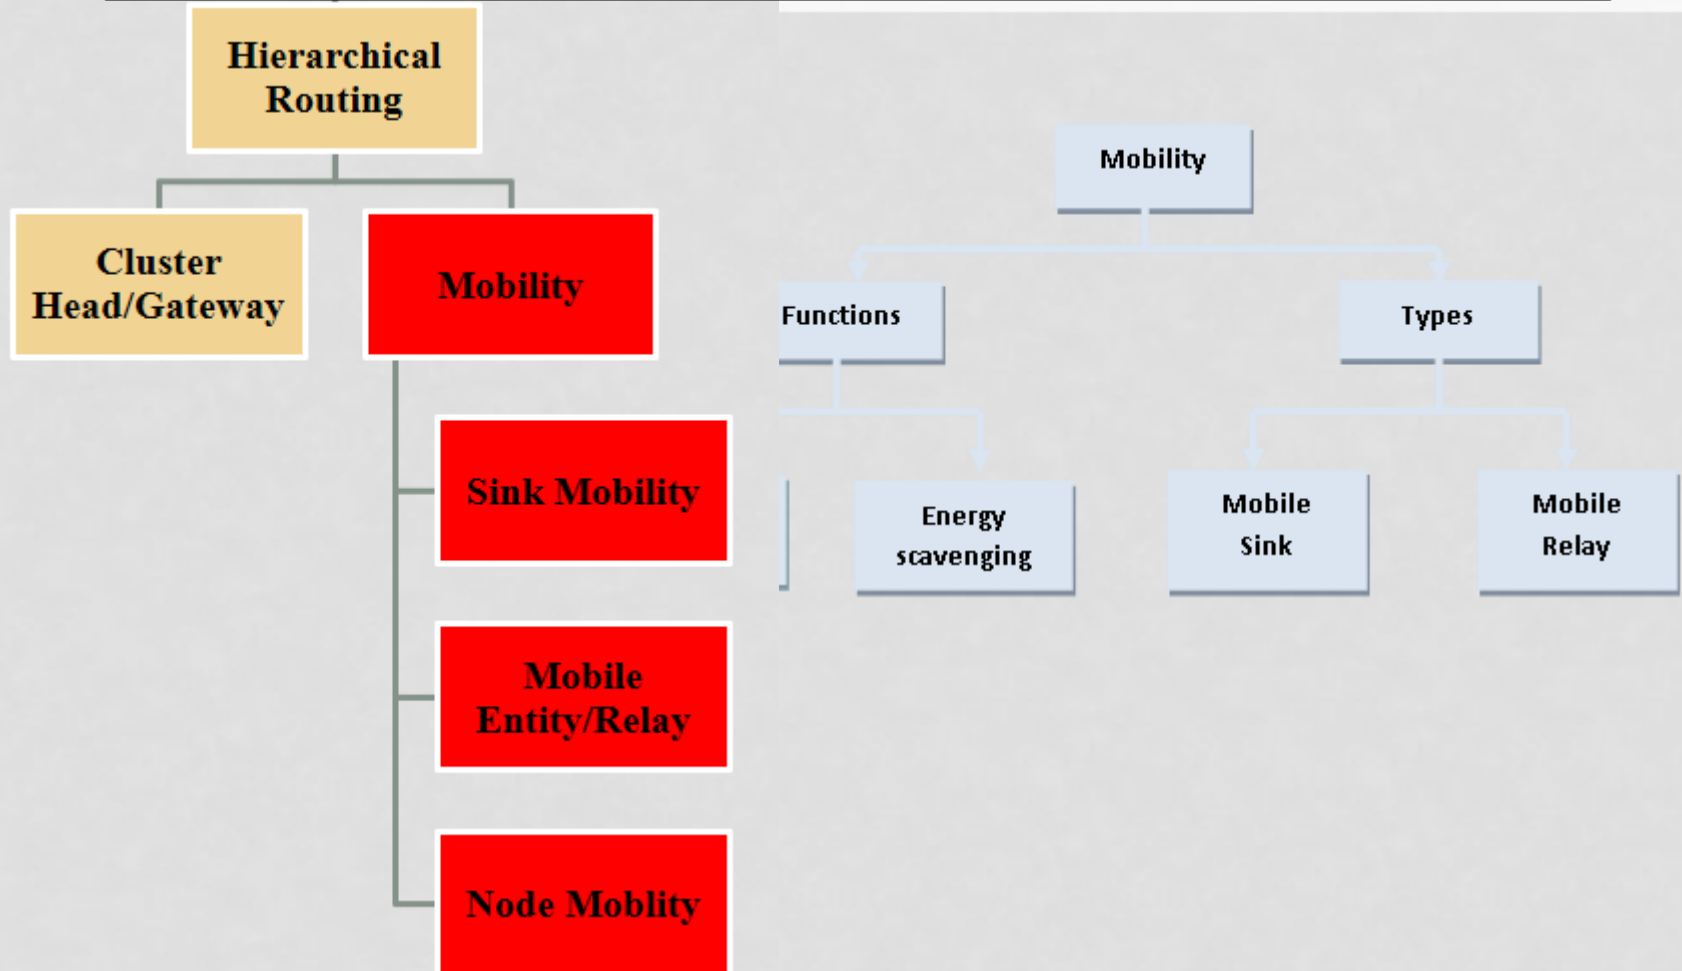 Hierarchical
Routing
Cluster
Head/Gateway
Mobility
Sink Mobility
Mobile
Entity/Relay
Node Moblity
Mobility
Functions
Types
Energy
scavenging
Mobile
Sink
Mobile
Relay